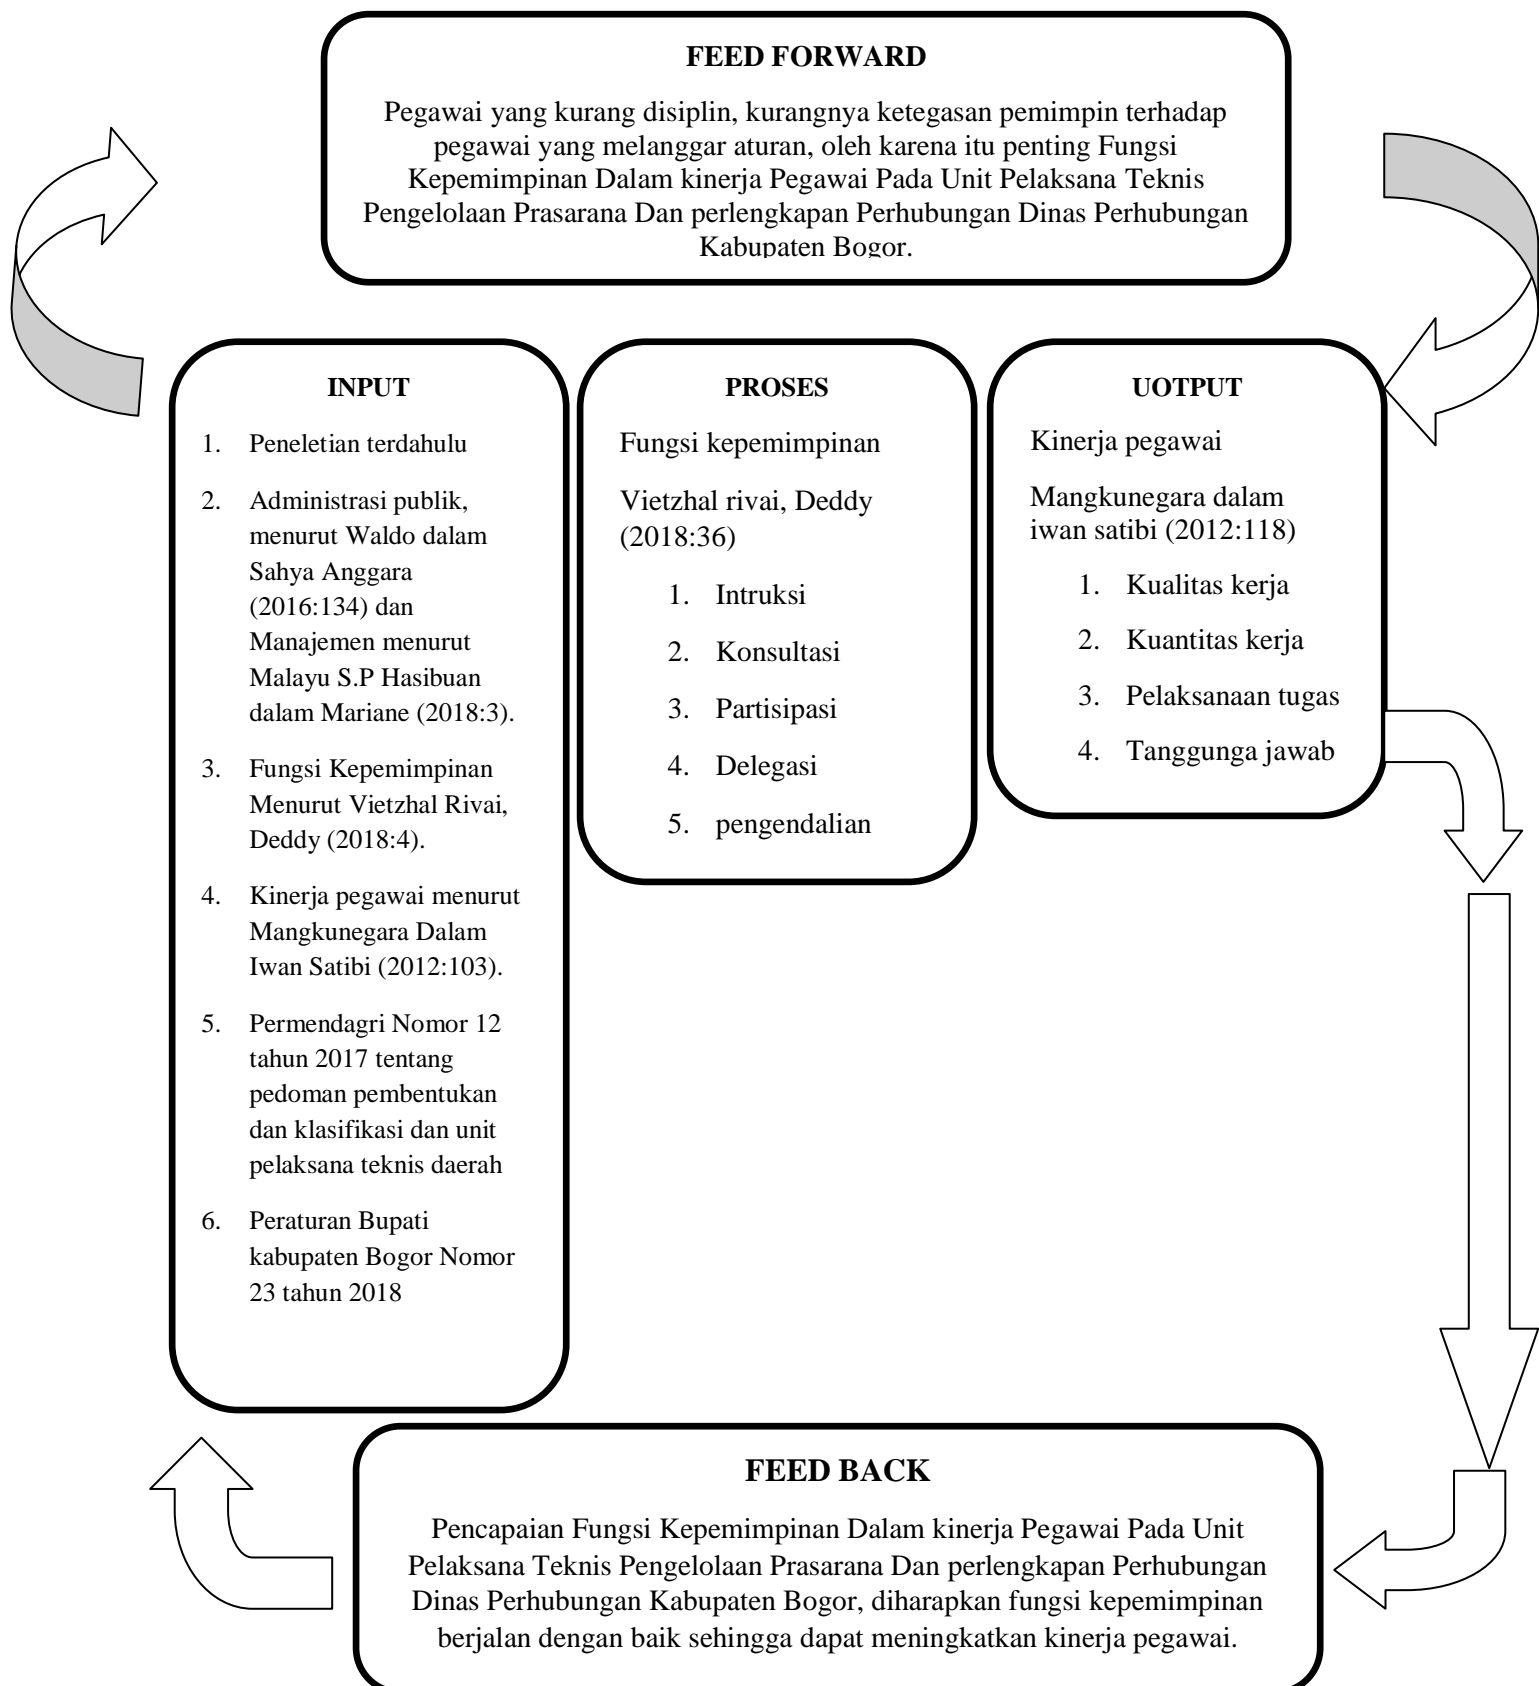 FEED FORWARD
Pegawai yang kurang disiplin, kurangnya ketegasan pemimpin terhadap
pegawai yang melanggar aturan, oleh karena itu penting Fungsi
Kepemimpinan Dalam kinerja Pegawai Pada Unit Pelaksana Teknis
Pengelolaan Prasarana Dan perlengkapan Perhubungan Dinas Perhubungan
Kabupaten Bogor.
INPUT
1. Peneletian terdahulu
2. Administrasi publik,
menurut Waldo dalam
Sahya Anggara
(2016:134) dan
Manajemen menurut
Malayu S.P Hasibuan
dalam Mariane (2018:3).
3. Fungsi Kepemimpinan
Menurut Vietzhal Rivai,
Deddy (2018:4).
4. Kinerja pegawai menurut
Mangkunegara Dalam
Iwan Satibi (2012:103).
5. Permendagri Nomor 12
tahun 2017 tentang
pedoman pembentukan
dan klasifikasi dan unit
pelaksana teknis daerah
6. Peraturan Bupati
kabupaten Bogor Nomor
23 tahun 2018
PROSES
Fungsi kepemimpinan
Vietzhal rivai, Deddy
(2018:36)
1. Intruksi
2. Konsultasi
3. Partisipasi
4. Delegasi
5. pengendalian
UOTPUT
Kinerja pegawai
Mangkunegara dalam
iwan satibi (2012:118)
1. Kualitas kerja
2. Kuantitas kerja
3. Pelaksanaan tugas
4. Tanggunga jawab
FEED BACK
Pencapaian Fungsi Kepemimpinan Dalam kinerja Pegawai Pada Unit
Pelaksana Teknis Pengelolaan Prasarana Dan perlengkapan Perhubungan
Dinas Perhubungan Kabupaten Bogor, diharapkan fungsi kepemimpinan
berjalan dengan baik sehingga dapat meningkatkan kinerja pegawai.